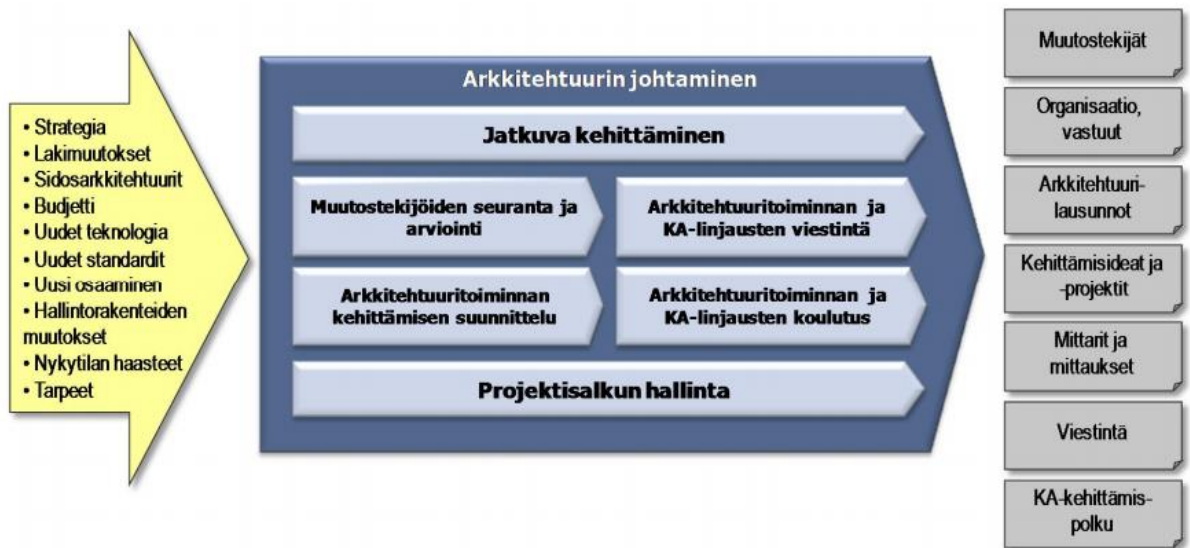 • Strategia
• Lakimuutokset
• Sidosarkkitehtuurit
• Budjetti
• Uudet teknologia
• Uudet standardit
• Uusi osaaminen
• Hallintorakenteiden
muutokset
• Nykytilan haasteet
• Tarpeet
Arkkitehtuurin johtaminen
Jatkuva kehittäminen
Muutostekijöiden seuranta ja
arviointi
Arkkitehtuuritoiminnan ja
KA-linjausten viestintä
Arkkitehtuuritoiminnan
kehittämisen suunnittelu
Arkkitehtuuritoiminnan ja
KA-linjausten koulutus
Projektisalkun hallinta
Muutostekijät
Organisaatio,
vastuut
Arkkitehtuuri-
lausunnot
Kehittämisideat ja
-projektit
Mittarit ja
mittaukset
Viestintä
KA-kehittämis-
polku